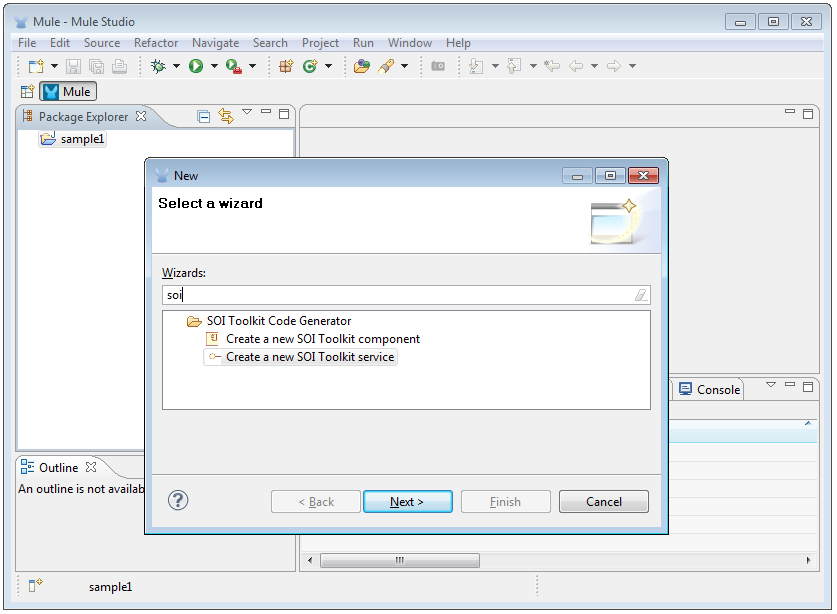 Mule - Mule Studio
File Edit Source Refactor Navigate Search Project Run Window Help
Mule
Package Explorer
sample1
New
Select a wizard
Wizards:
soi
SOI Toolkit Code Generator
Create a new SOI Toolkit component
Create a new SOI Toolkit service
Console
Outline
An outline is not availab
? < Back Next > Finish Cancel
sample1